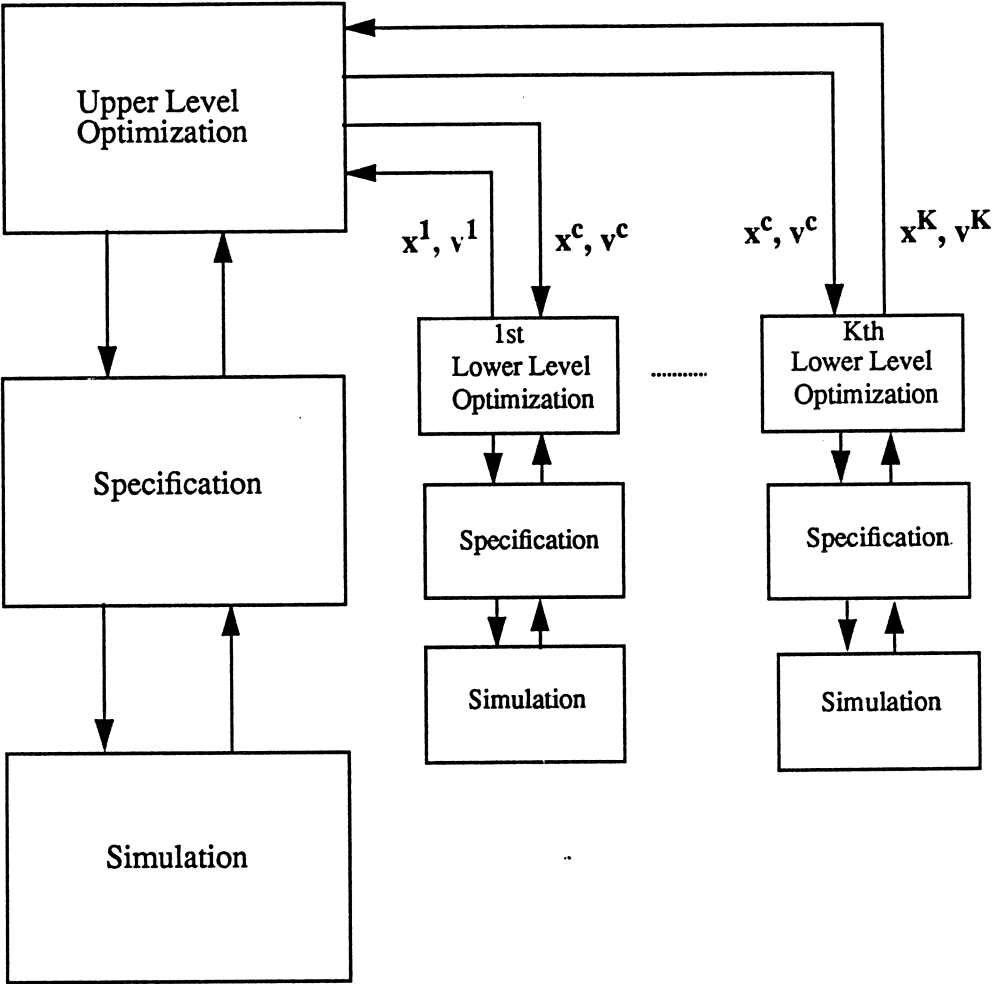 Upper Level
Optimization
x¹, v¹
xᶜ, vᶜ
xᶜ, vᶜ
xᴷ, vᴷ
1st
Lower Level
Optimization
...........
Kth
Lower Level
Optimization
Specification
Specification
Specification
Simulation
Simulation
Simulation